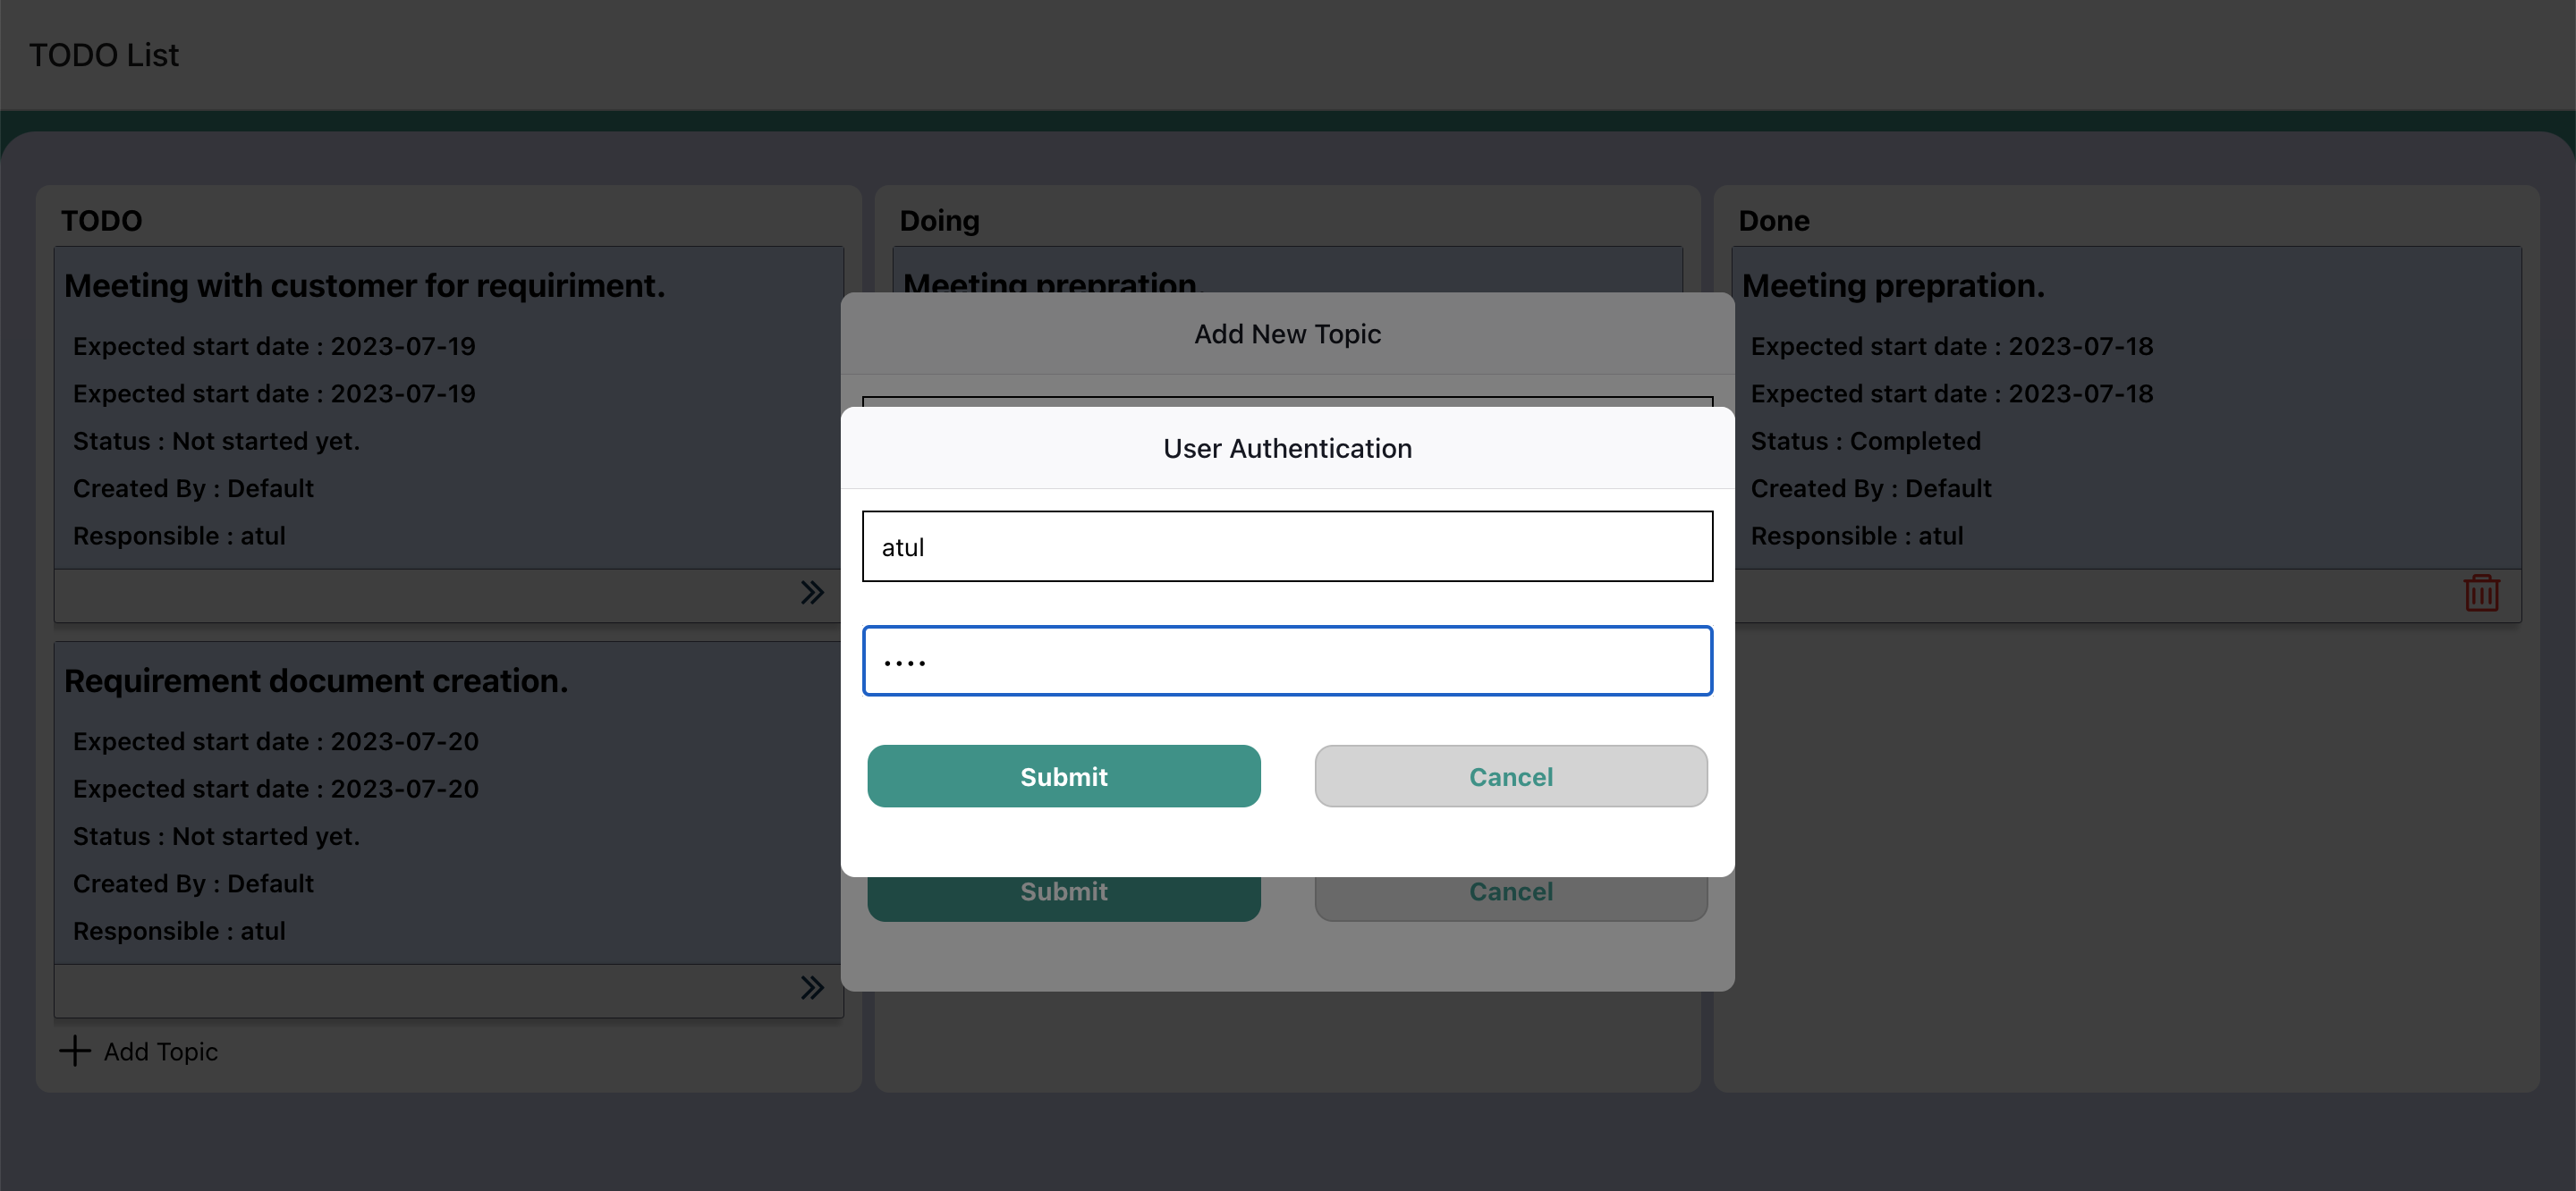 TODO List
TODO
Meeting with customer for requiriment.
Expected start date : 2023-07-19
Expected start date : 2023-07-19
Status : Not started yet.
Created By : Default
Responsible : atul
Requirement document creation.
Expected start date : 2023-07-20
Expected start date : 2023-07-20
Status : Not started yet.
Created By : Default
Responsible : atul
Add Topic
Doing
Meeting prepration.
Add New Topic
User Authentication
atul
••••
Submit
Cancel
Submit
Cancel
Done
Meeting prepration.
Expected start date : 2023-07-18
Expected start date : 2023-07-18
Status : Completed
Created By : Default
Responsible : atul